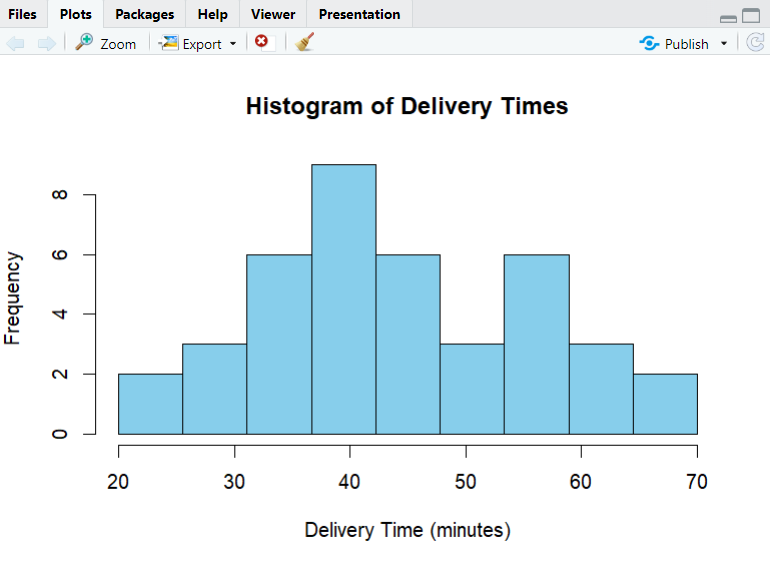 Files Plots Packages Help Viewer Presentation
Zoom Export Publish
Histogram of Delivery Times
8
6
4
2
0
Frequency
20 30 40 50 60 70
Delivery Time (minutes)